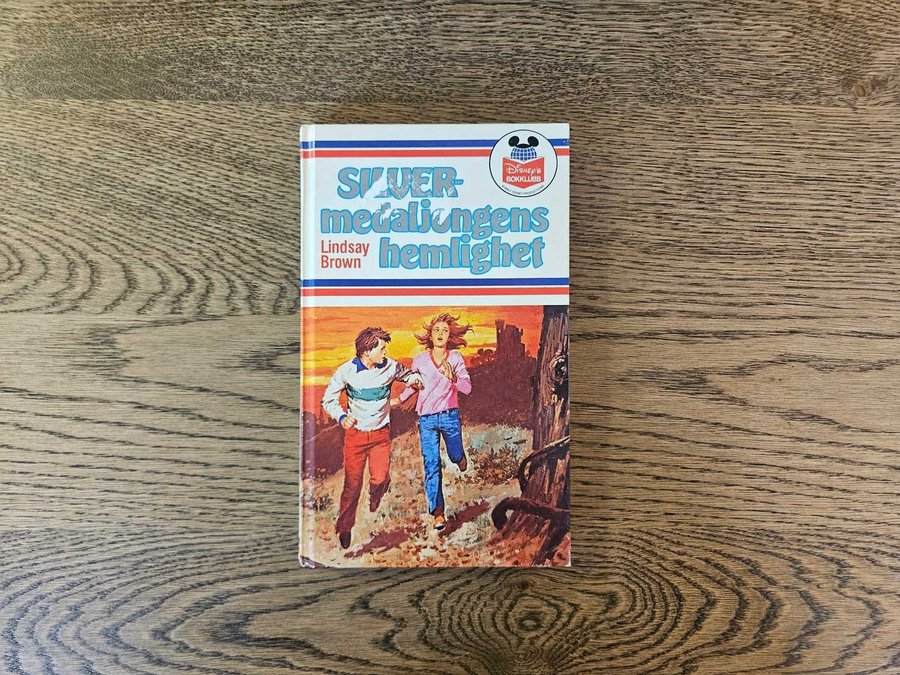 SILVER-
medaljongens
hemlighet
Lindsay
Brown
Disney's
BOKKLUBB